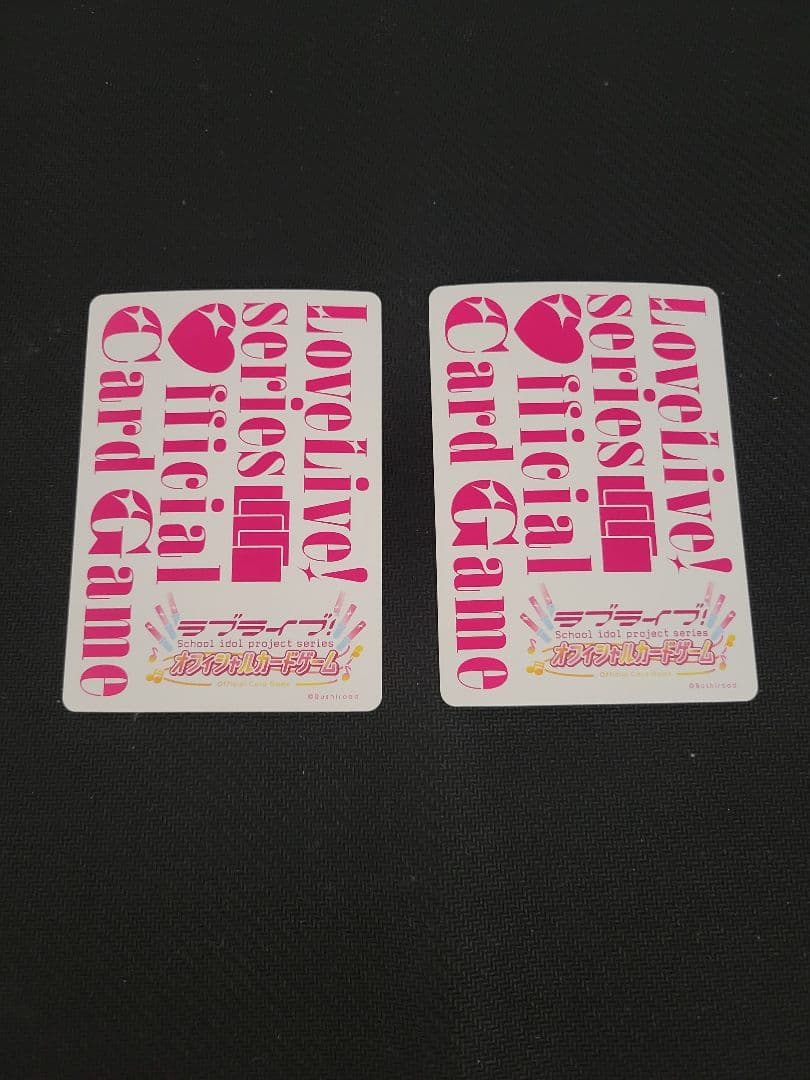 LoveLive!
series
fficial
Card Game
ラブライブ!
School idol project series
オフィシャルカードゲーム
Official Card Game
©Bushiroad
LoveLive!
series
fficial
Card Game
ラブライブ!
School idol project series
オフィシャルカードゲーム
Official Card Game
©Bushiroad